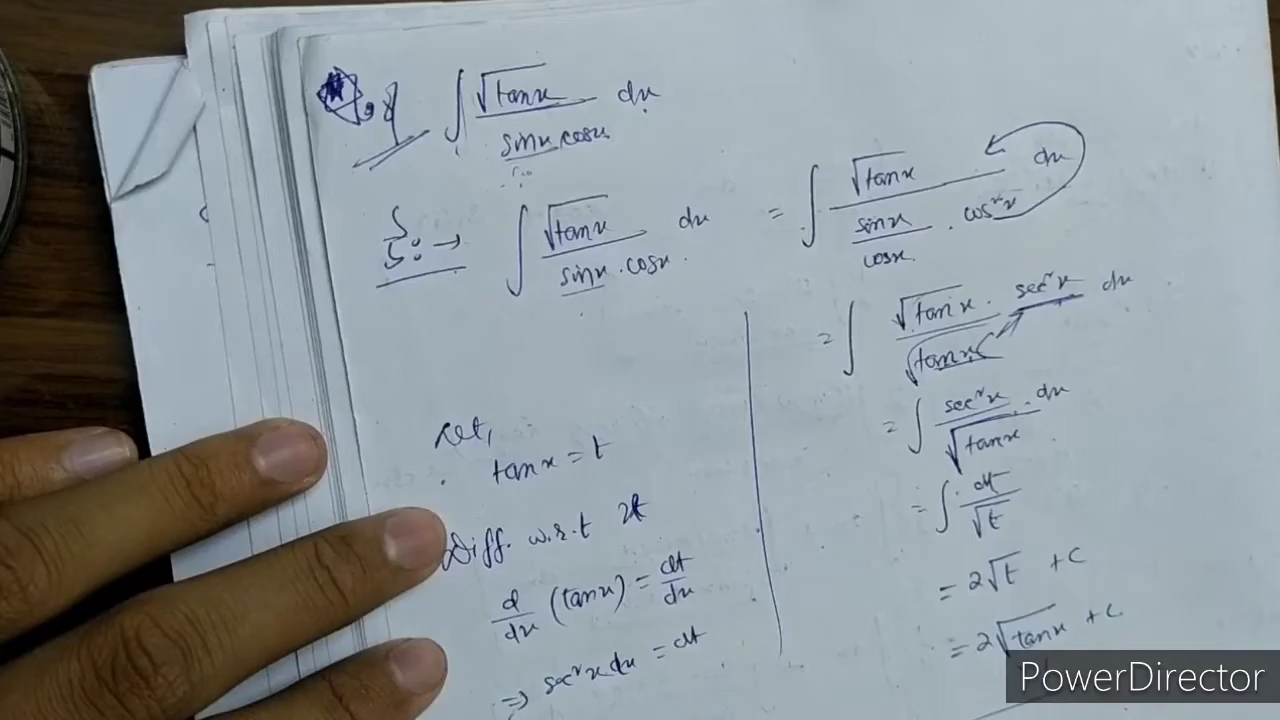 ∫ √tanx / sinx cosx dx
S: → ∫ √tanx / sinx . cosx dx = ∫ √tanx / (sinx / cosx . cos²x) dx
= ∫ √tanx . sec²x / √tanx dx
= ∫ sec²x / √tanx . dx
= ∫ dt / √t
= 2√t + c
= 2√tanx + c
Let,
tanx = t
Diff. w.r.t x
d/dx (tanx) = dt/dx
⇒ sec²x dx = dt
PowerDirector